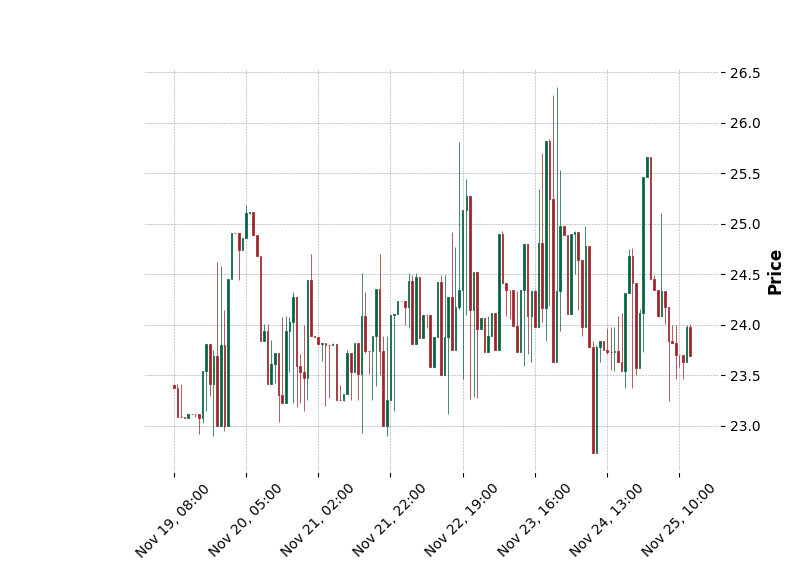 26.5
26.0
25.5
25.0
24.5
24.0
23.5
23.0
Price
Nov 19, 08:00
Nov 20, 05:00
Nov 21, 02:00
Nov 21, 22:00
Nov 22, 19:00
Nov 23, 16:00
Nov 24, 13:00
Nov 25, 10:00